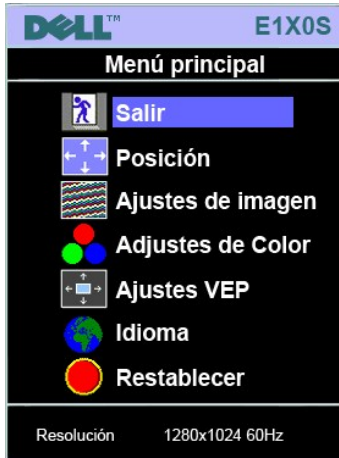 DELL™ E1X0S
Menú principal
Salir
Posición
Ajustes de imagen
Adjustes de Color
Ajustes VEP
Idioma
Restablecer
Resolución 1280x1024 60Hz